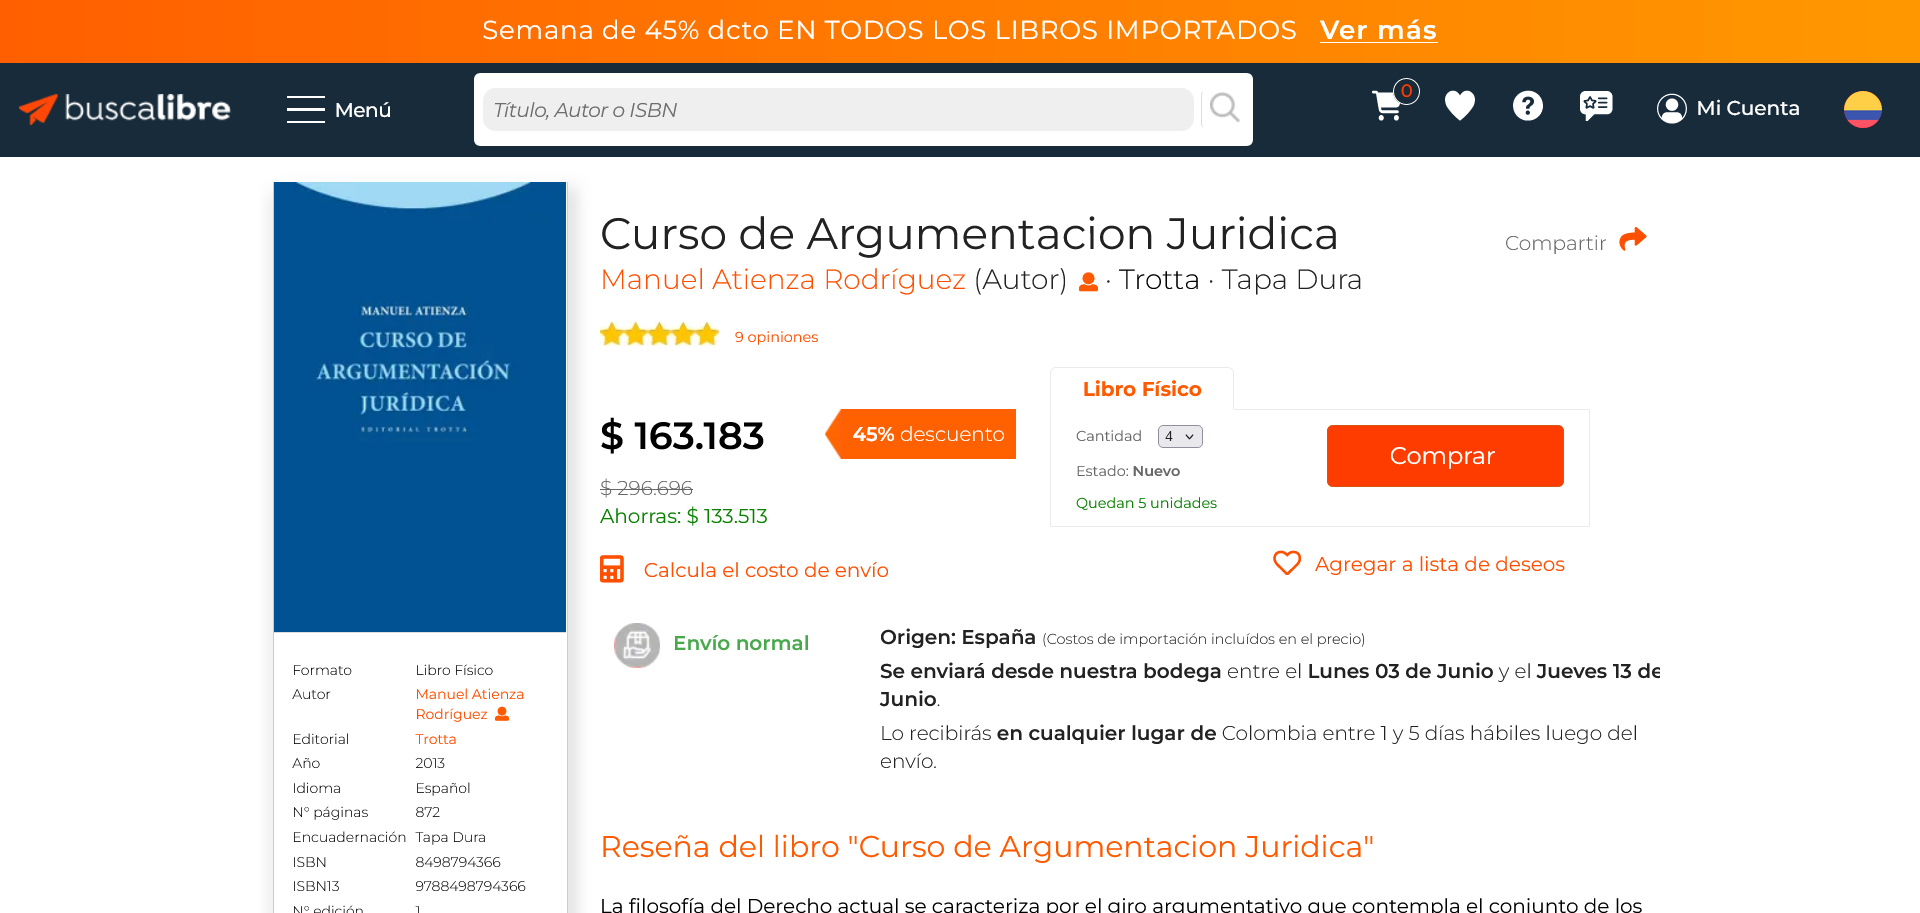 Semana de 45% dcto EN TODOS LOS LIBROS IMPORTADOS Ver más
buscalibre
Menú
Título, Autor o ISBN
0
?
Mi Cuenta
MANUEL ATIENZA
CURSO DE
ARGUMENTACIÓN
JURÍDICA
EDITORIAL TROTTA
Formato Libro Físico
Autor Manuel Atienza
Rodríguez
Editorial Trotta
Año 2013
Idioma Español
N° páginas 872
Encuadernación Tapa Dura
ISBN 8498794366
ISBN13 9788498794366
N° edición 1
Curso de Argumentacion Juridica
Compartir
Manuel Atienza Rodríguez (Autor) · Trotta · Tapa Dura
9 opiniones
$ 163.183
45% descuento
$ 296.696
Ahorras: $ 133.513
Libro Físico
Cantidad 4
Estado: Nuevo
Quedan 5 unidades
Comprar
Calcula el costo de envío
Agregar a lista de deseos
Envío normal
Origen: España (Costos de importación incluídos en el precio)
Se enviará desde nuestra bodega entre el Lunes 03 de Junio y el Jueves 13 de
Junio.
Lo recibirás en cualquier lugar de Colombia entre 1 y 5 días hábiles luego del
envío.
Reseña del libro "Curso de Argumentacion Juridica"
La filosofía del Derecho actual se caracteriza por el giro argumentativo que contempla el conjunto de los